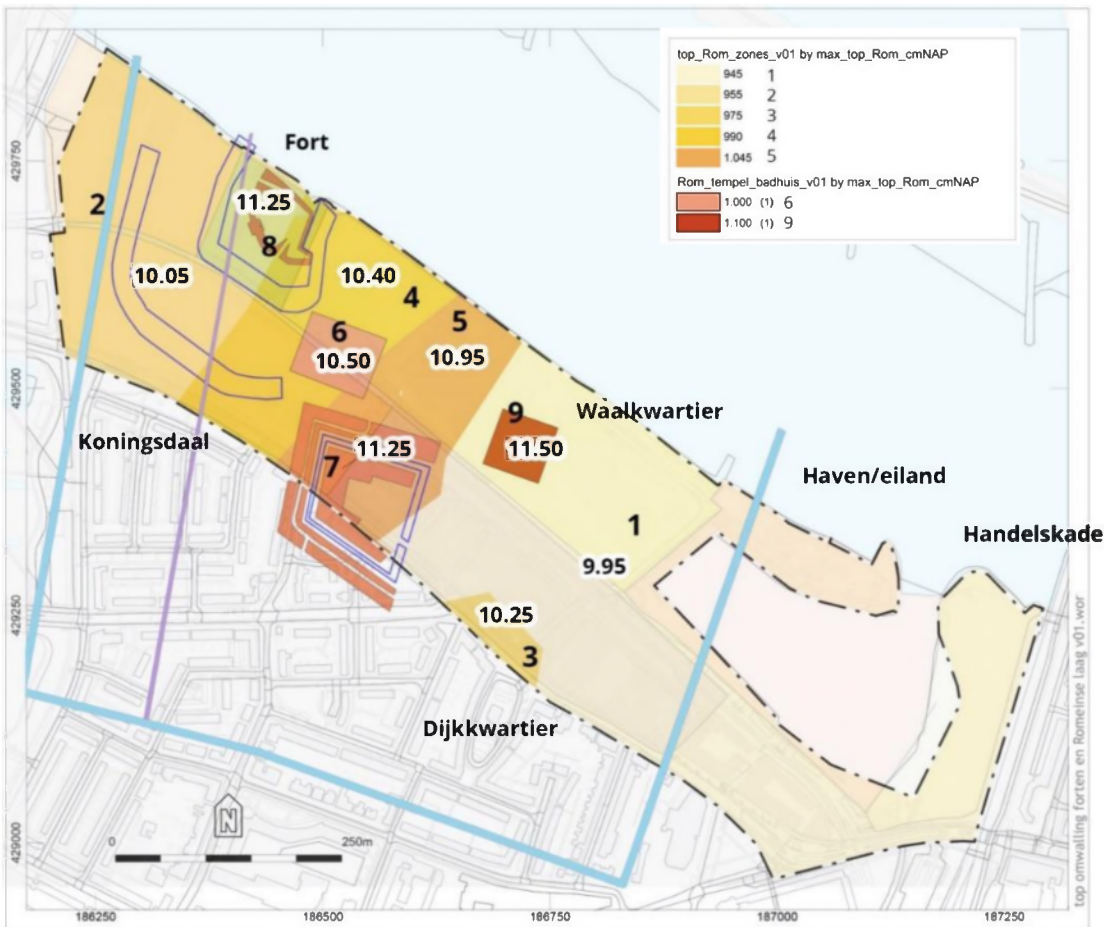 top_Rom_zones_v01 by max_top_Rom_cmNAP
945 1
955 2
975 3
990 4
1.045 5
Rom_tempel_badhuis_v01 by max_top_Rom_cmNAP
1.000 (1) 6
1.100 (1) 9
Fort
11.25
8
2
10.05
10.40
4
5
6
10.50
10.95
9
Waalkwartier
11.50
Koningsdaal
11.25
7
Haven/eiland
1
Handelskade
9.95
10.25
3
Dijkkwartier
N
0 250m
429750
429500
429250
429000
186250 186500 186750 187000 187250
top omwalling forten en Romeinse laag v01.wor